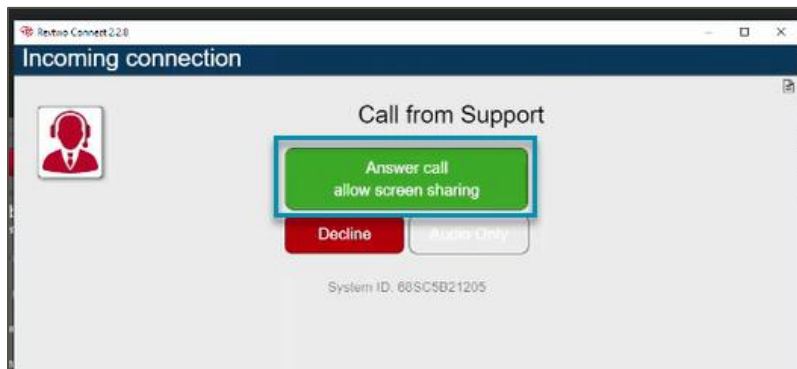 Revtwo Connect 2.2.8
Incoming connection
Call from Support
Answer call
allow screen sharing
Decline
Audio Only
System ID. 68SC5B21205